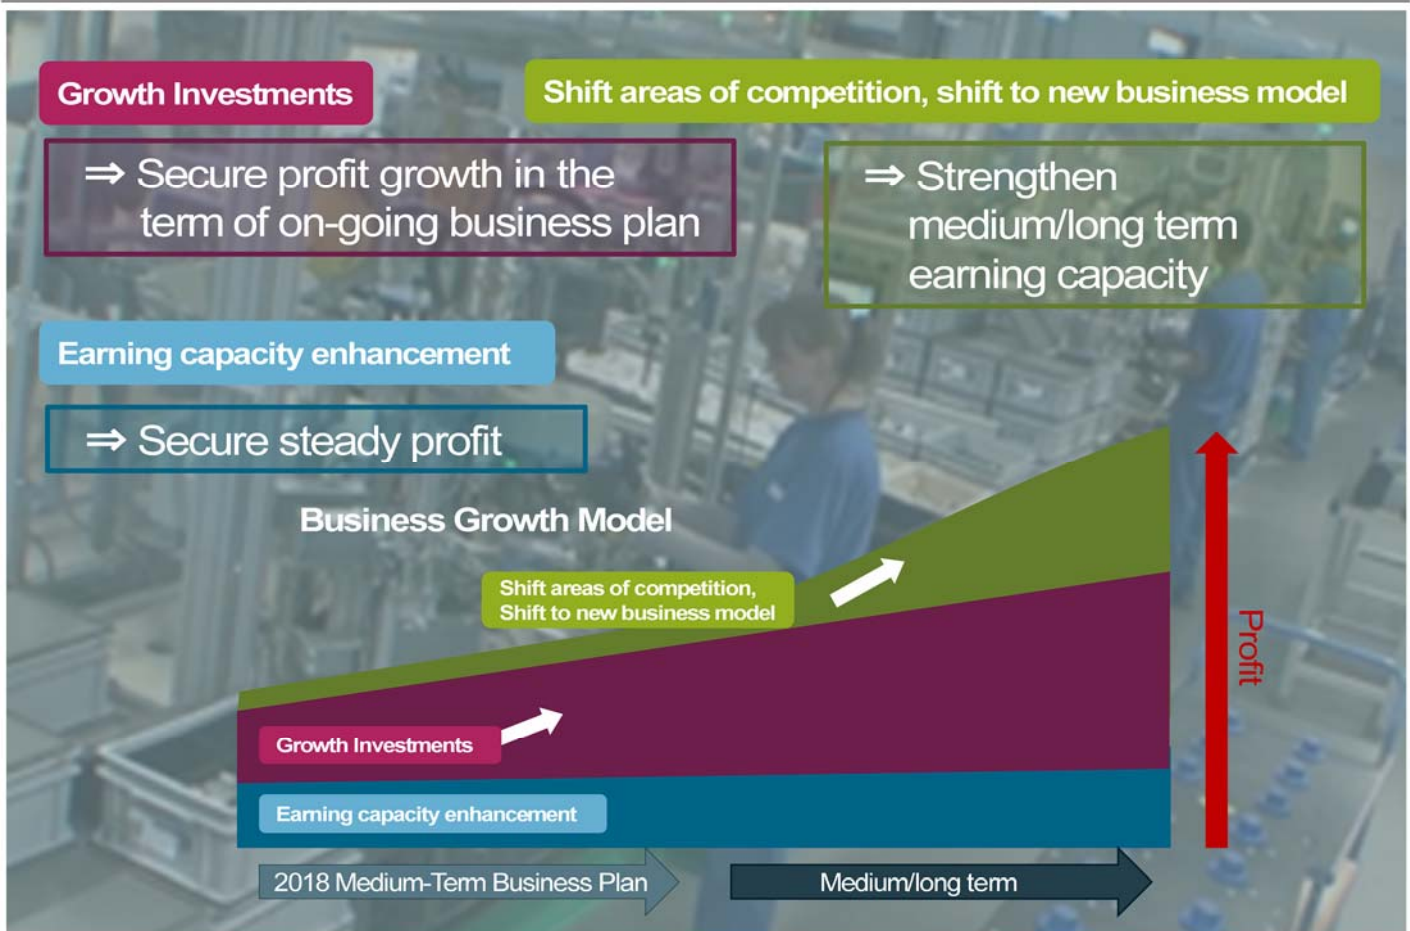 Growth Investments
⇒ Secure profit growth in the
term of on-going business plan
Shift areas of competition, shift to new business model
⇒ Strengthen
medium/long term
earning capacity
Earning capacity enhancement
⇒ Secure steady profit
Business Growth Model
Shift areas of competition,
Shift to new business model
Growth Investments
Earning capacity enhancement
Profit
2018 Medium-Term Business Plan
Medium/long term